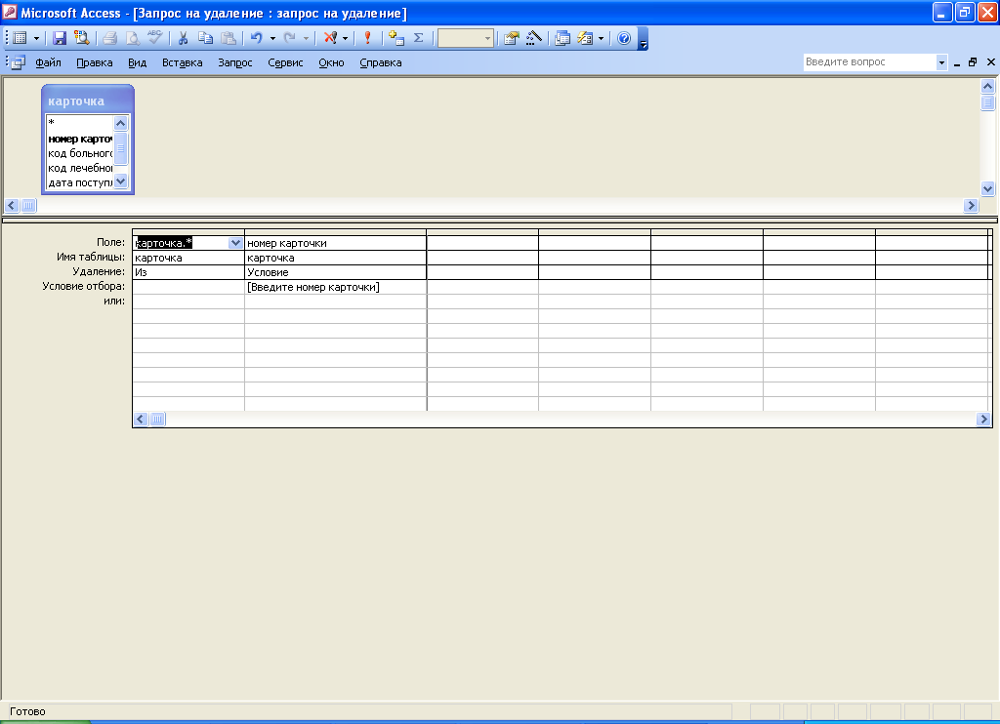 Microsoft Access - [Запрос на удаление : запрос на удаление]
Файл Правка Вид Вставка Запрос Сервис Окно Справка Введите вопрос
карточка
*
номер карточ
код больного
код лечебно
дата поступл
Поле: карточка.* номер карточки
Имя таблицы: карточка карточка
Удаление: Из Условие
Условие отбора: [Введите номер карточки]
или:
Готово